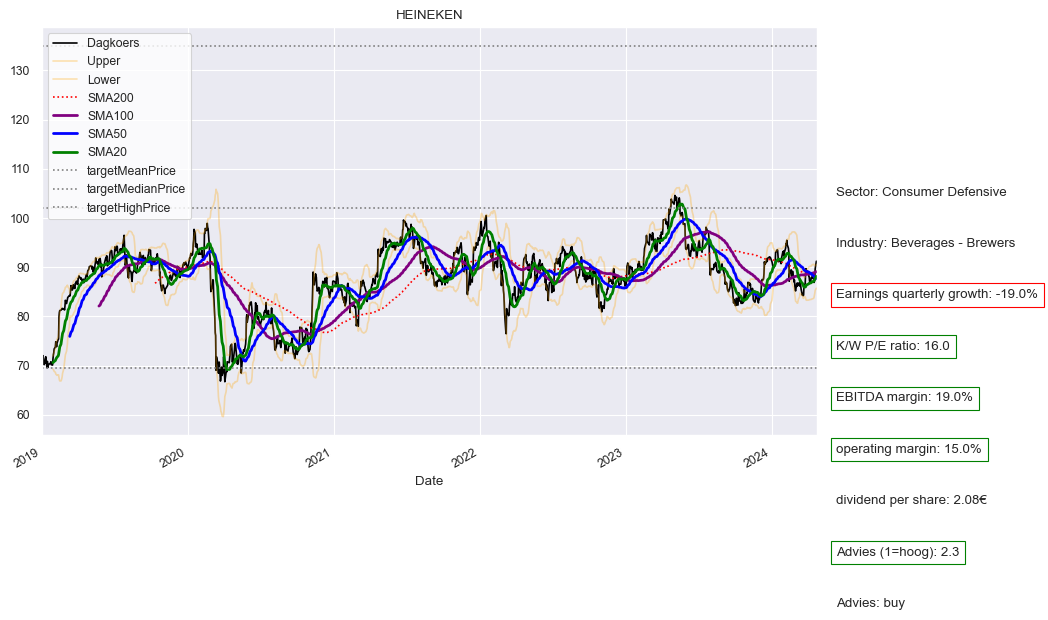 HEINEKEN
Dagkoers
Upper
Lower
SMA200
SMA100
SMA50
SMA20
targetMeanPrice
targetMedianPrice
targetHighPrice
130
120
110
100
90
80
70
60
2019
2020
2021
2022
2023
2024
Date
Sector: Consumer Defensive
Industry: Beverages - Brewers
Earnings quarterly growth: -19.0%
K/W P/E ratio: 16.0
EBITDA margin: 19.0%
operating margin: 15.0%
dividend per share: 2.08€
Advies (1=hoog): 2.3
Advies: buy